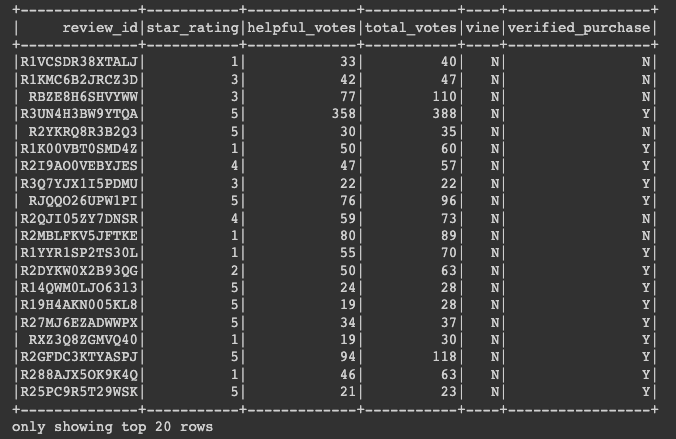 +--------------+-----------+-------------+-----------+----+-----------------+
|     review_id|star_rating|helpful_votes|total_votes|vine|verified_purchase|
+--------------+-----------+-------------+-----------+----+-----------------+
|R1VCSDR38XTALJ|          1|           33|         40|   N|                N|
|R1KMC6B2JRCZ3D|          3|           42|         47|   N|                N|
| RBZE8H6SHVYWW|          3|           77|        110|   N|                N|
|R3UN4H3BW9YTQA|          5|          358|        388|   N|                Y|
|R2YKRQ8R3B2Q3|          5|           30|         35|   N|                N|
|R1K00VBT0SMD4Z|          1|           50|         60|   N|                Y|
|R2I9AO0VEBYJES|          4|           47|         57|   N|                Y|
|R3Q7YJX1I5PDMU|          3|           22|         22|   N|                Y|
| RJQQO26UPW1PI|          5|           76|         96|   N|                Y|
|R2QJI05ZY7DNSR|          4|           59|         73|   N|                N|
|R2MBLFKV5JFTKE|          1|           80|         89|   N|                N|
|R1YYR1SP2TS30L|          1|           55|         70|   N|                Y|
|R2DYKW0X2B93QG|          2|           50|         63|   N|                Y|
|R14QWM0LJO6313|          5|           24|         28|   N|                Y|
|R19H4AKN005KL8|          5|           19|         28|   N|                Y|
|R27MJ6EZADWWPX|          5|           34|         37|   N|                Y|
| RXZ3Q8ZGMVQ40|          1|           19|         30|   N|                Y|
|R2GFDC3KTYASPJ|          5|           94|        118|   N|                Y|
|R288AJX5OK9K4Q|          1|           46|         63|   N|                Y|
|R25PC9R5T29WSK|          5|           21|         23|   N|                Y|
+--------------+-----------+-------------+-----------+----+-----------------+
only showing top 20 rows